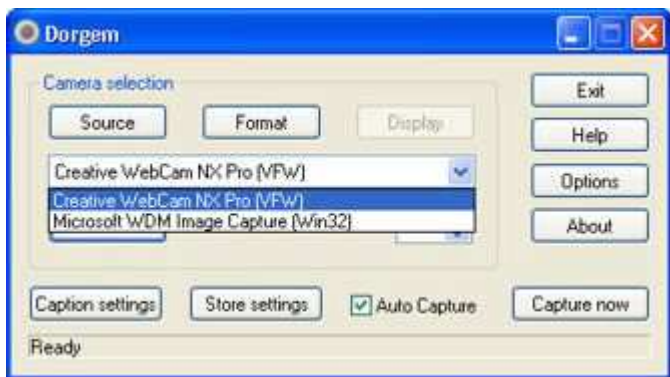 Dorgem
Camera selection
Source Format Display
Creative WebCam NX Pro (VFW)
Creative WebCam NX Pro (VFW)
Microsoft WDM Image Capture (Win32)
Exit
Help
Options
About
Caption settings Store settings Auto Capture Capture now
Ready